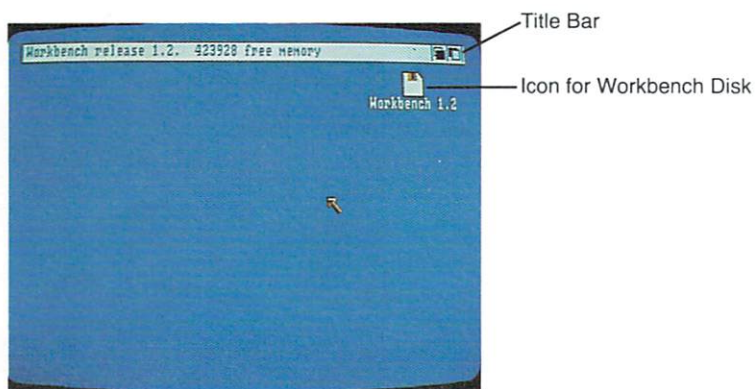 Title Bar
Workbench release 1.2.  423928 free memory
Icon for Workbench Disk
Workbench 1.2